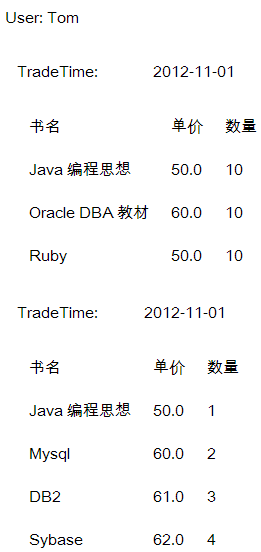 User: Tom
TradeTime: 2012-11-01
书名 单价 数量
Java 编程思想 50.0 10
Oracle DBA 教材 60.0 10
Ruby 50.0 10
TradeTime: 2012-11-01
书名 单价 数量
Java 编程思想 50.0 1
Mysql 60.0 2
DB2 61.0 3
Sybase 62.0 4